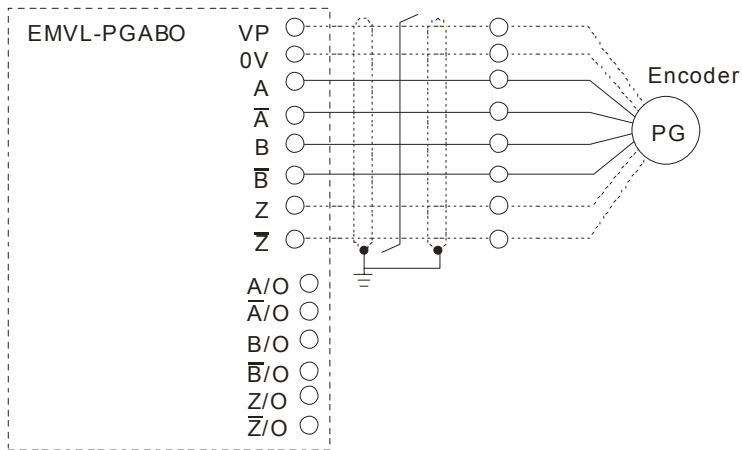 EMVL-PGABO
VP
0V
A
A̅
B
B̅
Z
Z̅
A/O
A̅/O
B/O
B̅/O
Z/O
Z̅/O
Encoder
PG